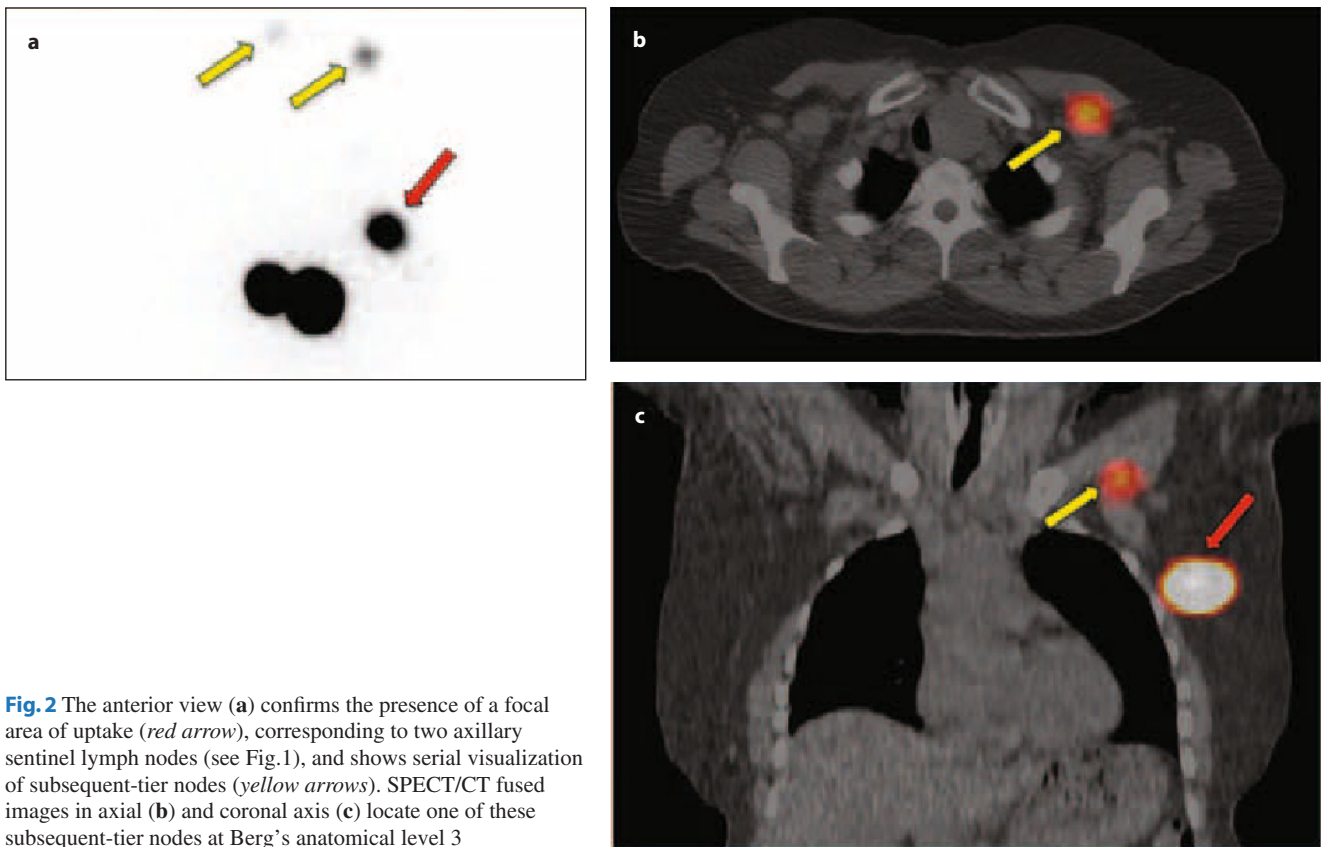 a
b
c
Fig. 2 The anterior view (a) confirms the presence of a focal
area of uptake (red arrow), corresponding to two axillary
sentinel lymph nodes (see Fig.1), and shows serial visualization
of subsequent-tier nodes (yellow arrows). SPECT/CT fused
images in axial (b) and coronal axis (c) locate one of these
subsequent-tier nodes at Berg's anatomical level 3